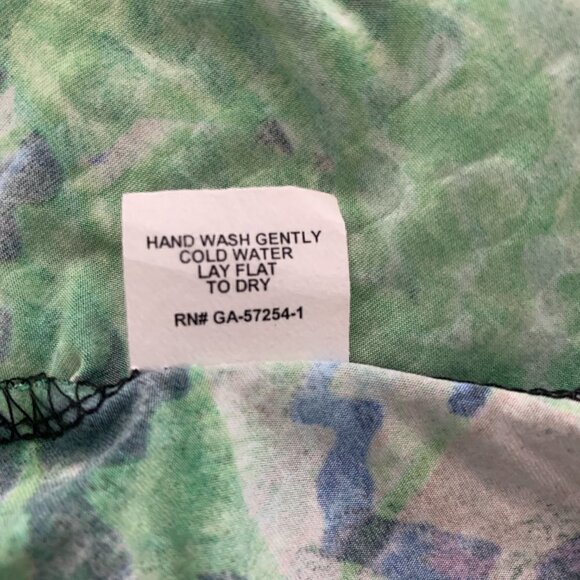 HAND WASH GENTLY
COLD WATER
LAY FLAT
TO DRY
RN# GA-57254-1